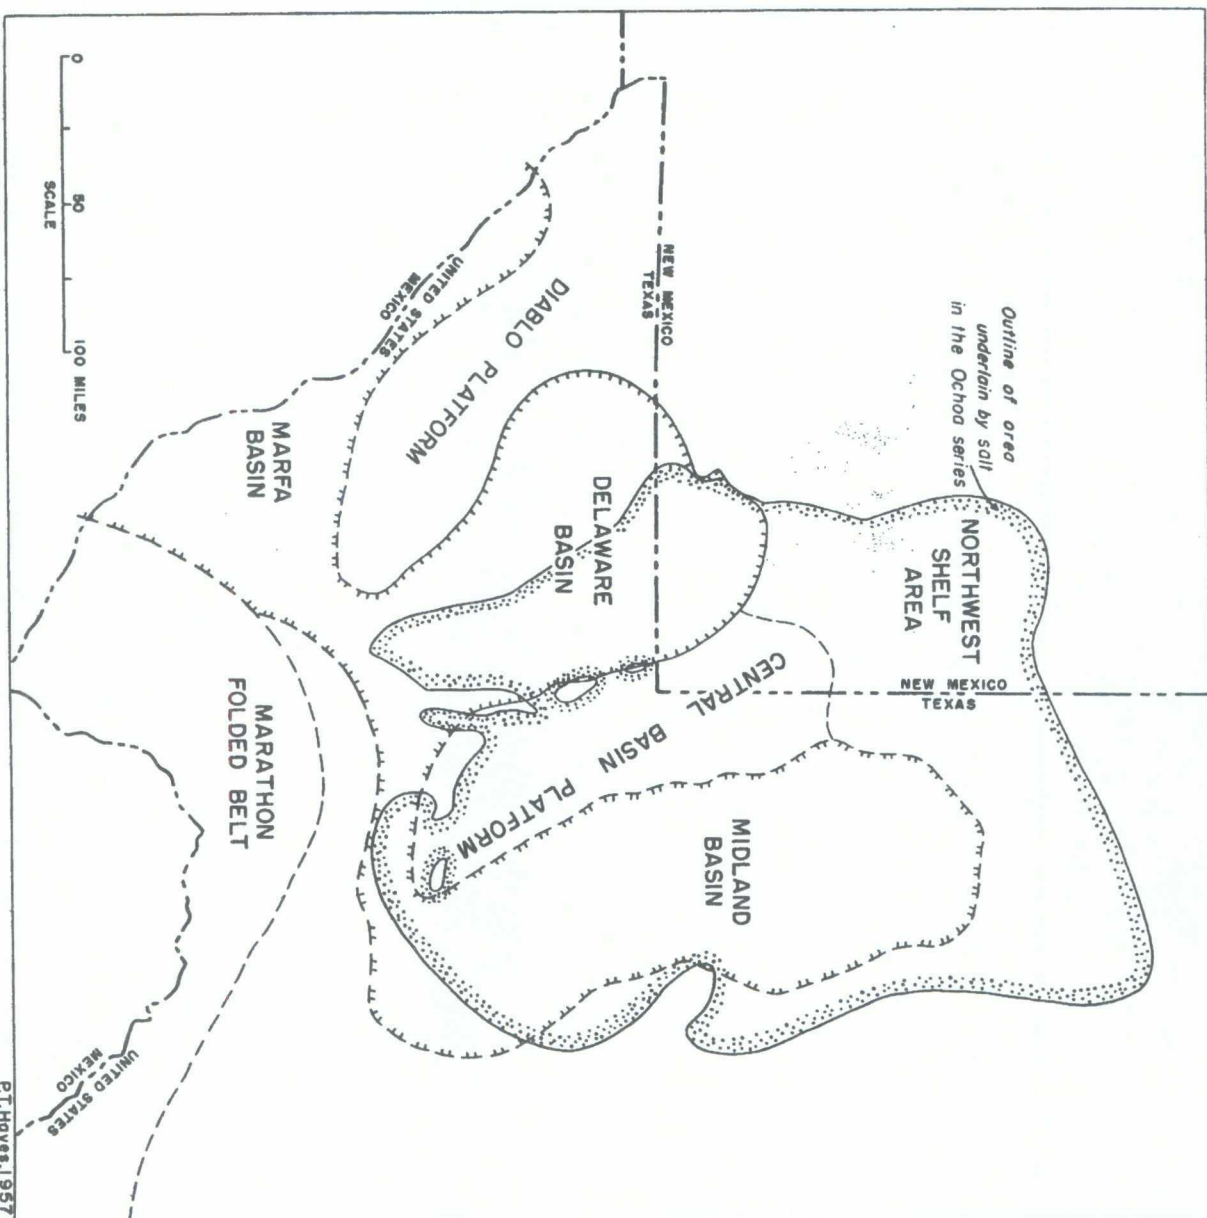 Outline of area
underlain by salt
in the Ochoa series
NORTHWEST
SHELF
AREA
NEW MEXICO
TEXAS
NEW MEXICO
TEXAS
DELAWARE
BASIN
CENTRAL BASIN PLATFORM
MIDLAND
BASIN
DIABLO PLATFORM
UNITED STATES
MEXICO
MARFA
BASIN
MARATHON
FOLDED BELT
UNITED STATES
MEXICO
0 50 100 MILES
SCALE
P.T. Hayes, 1957